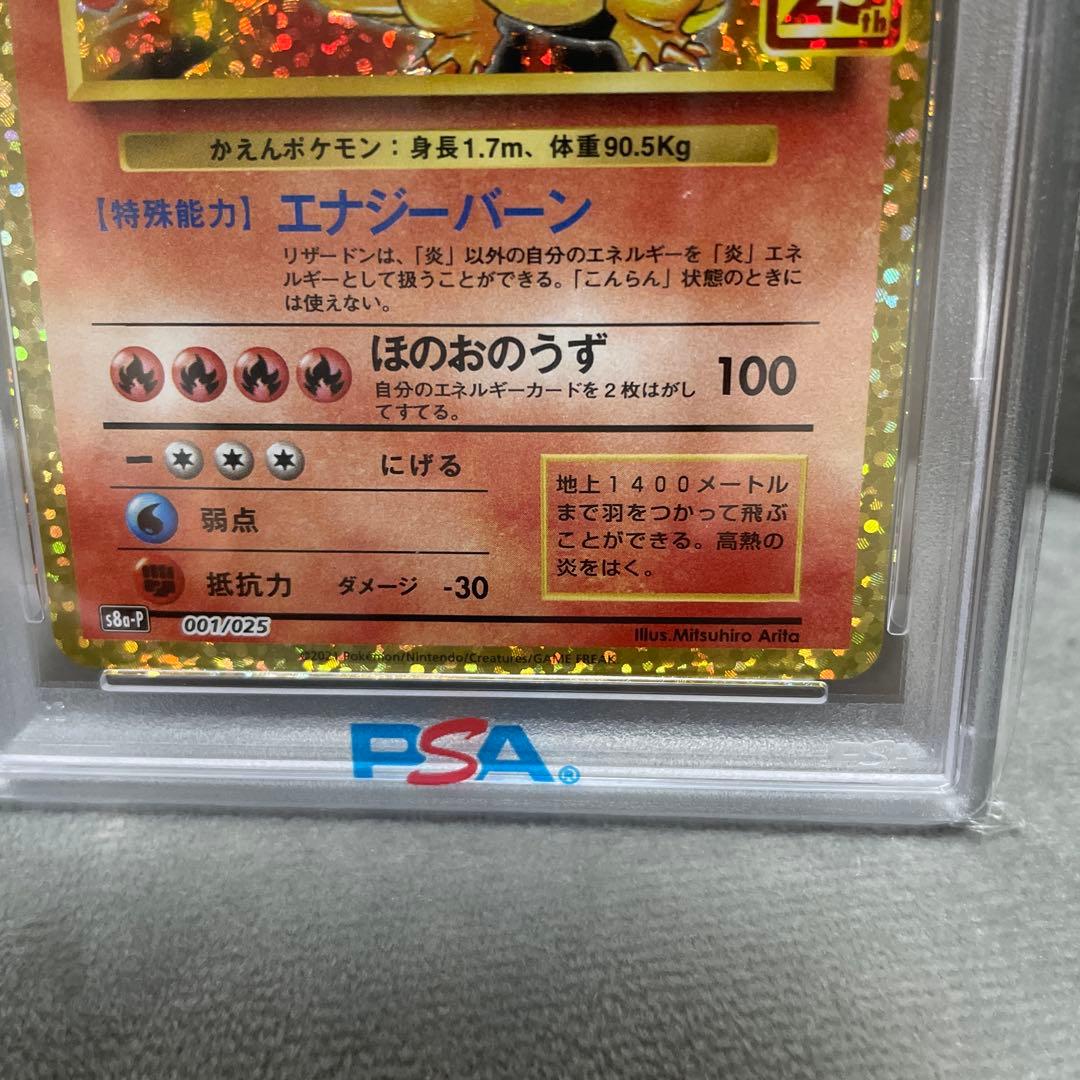 25th
かえんポケモン：身長1.7m、体重90.5Kg
【特殊能力】 エナジーバーン
リザードンは、「炎」以外の自分のエネルギーを「炎」エネ
ルギーとして扱うことができる。「こんらん」状態のときに
は使えない。
ほのおのうず 100
自分のエネルギーカードを２枚はがし
てすてる。
にげる
弱点
抵抗力 ダメージ -30
地上１４００メートル
まで羽をつかって飛ぶ
ことができる。高熱の
炎をはく。
s8a-P 001/025
Illus.Mitsuhiro Arita
©2021 Pokémon/Nintendo/Creatures/GAME FREAK
PSA®